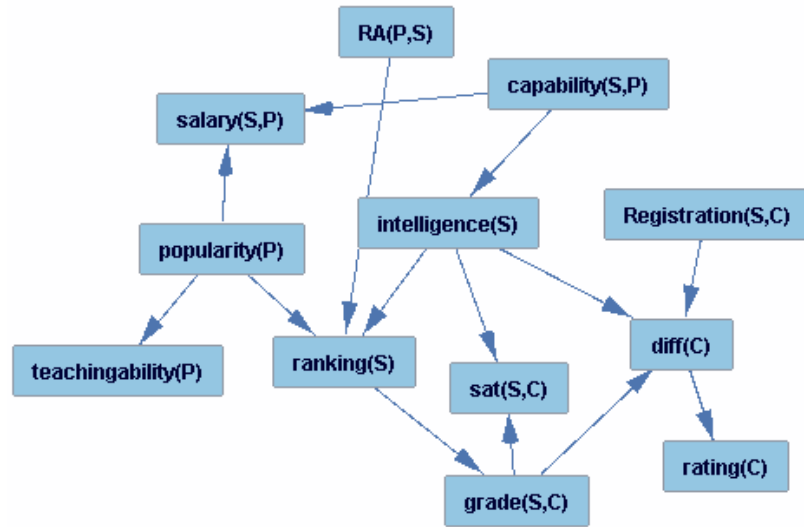 RA(P,S)
capability(S,P)
salary(S,P)
intelligence(S)
Registration(S,C)
popularity(P)
teachingability(P)
ranking(S)
diff(C)
sat(S,C)
rating(C)
grade(S,C)